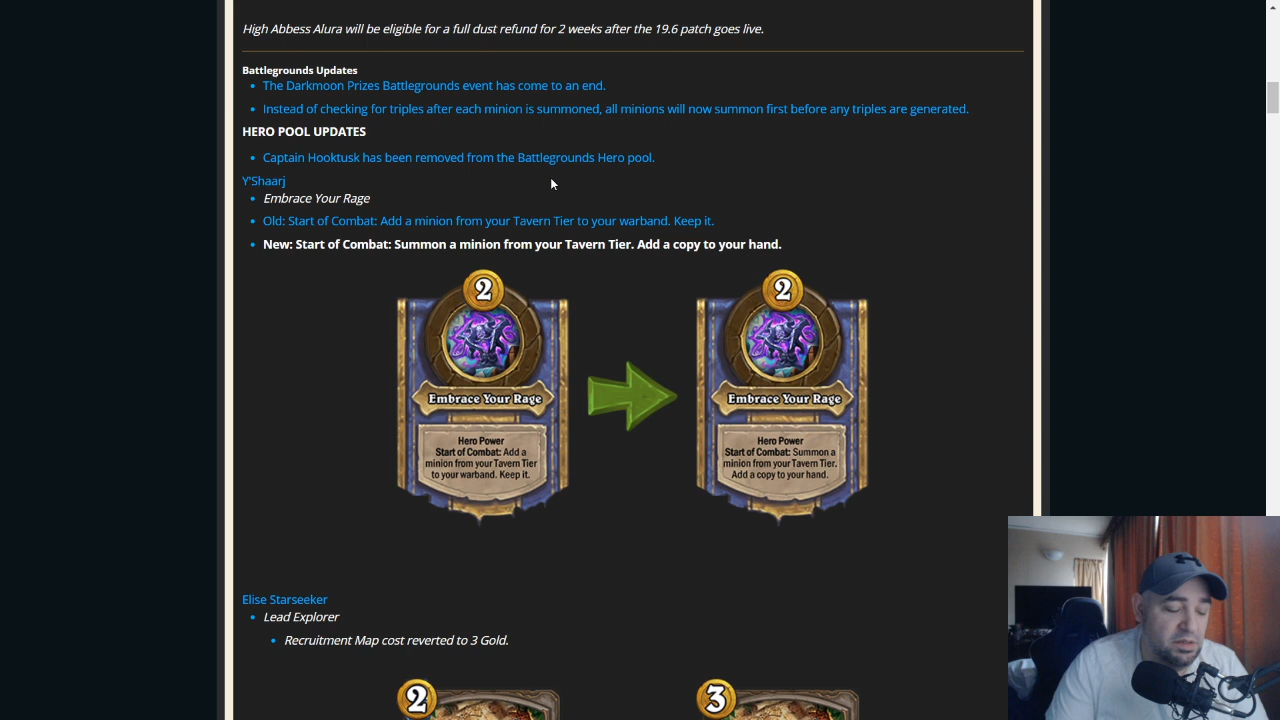 High Abbess Alura will be eligible for a full dust refund for 2 weeks after the 19.6 patch goes live.
Battlegrounds Updates
• The Darkmoon Prizes Battlegrounds event has come to an end.
• Instead of checking for triples after each minion is summoned, all minions will now summon first before any triples are generated.
HERO POOL UPDATES
• Captain Hooktusk has been removed from the Battlegrounds Hero pool.
Y'Shaarj
• Embrace Your Rage
• Old: Start of Combat: Add a minion from your Tavern Tier to your warband. Keep it.
• New: Start of Combat: Summon a minion from your Tavern Tier. Add a copy to your hand.
2
Embrace Your Rage
Hero Power
Start of Combat: Add a
minion from your Tavern Tier
to your warband. Keep it.
2
Embrace Your Rage
Hero Power
Start of Combat: Summon a
minion from your Tavern Tier.
Add a copy to your hand.
Elise Starseeker
• Lead Explorer
• Recruitment Map cost reverted to 3 Gold.
2
3